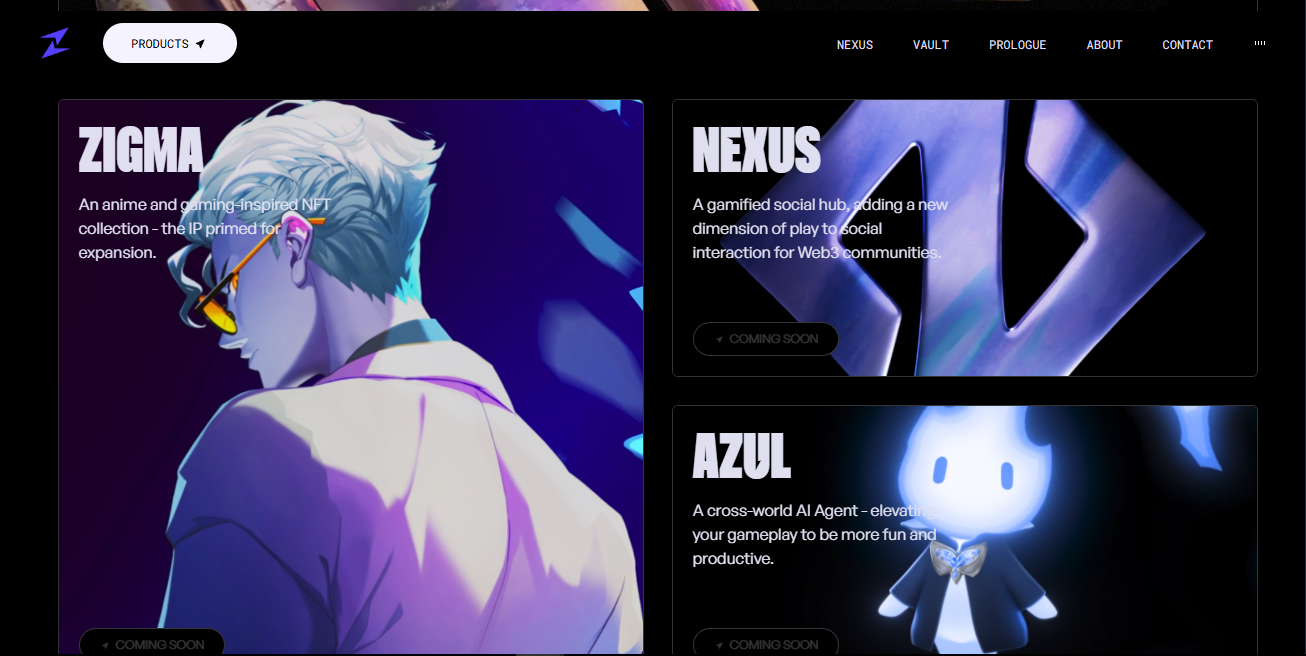 PRODUCTS
NEXUS
VAULT
PROLOGUE
ABOUT
CONTACT
ZIGMA
An anime and gaming-inspired NFT
collection - the IP primed for
expansion.
COMING SOON
NEXUS
A gamified social hub, adding a new
dimension of play to social
interaction for Web3 communities.
COMING SOON
AZUL
A cross-world AI Agent - elevating
your gameplay to be more fun and
productive.
COMING SOON